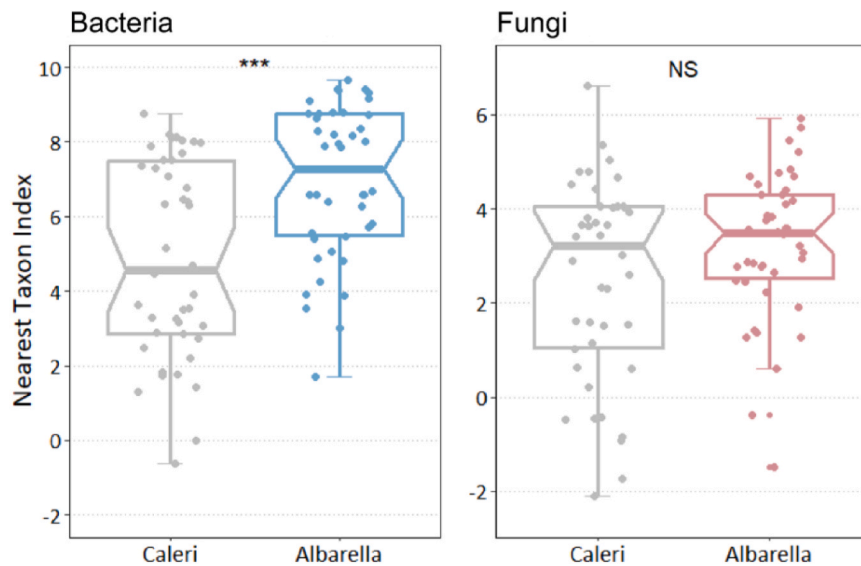 Bacteria
Fungi
***
NS
Nearest Taxon Index
10
8
6
4
2
0
-2
6
4
2
0
-2
Caleri
Albarella
Caleri
Albarella